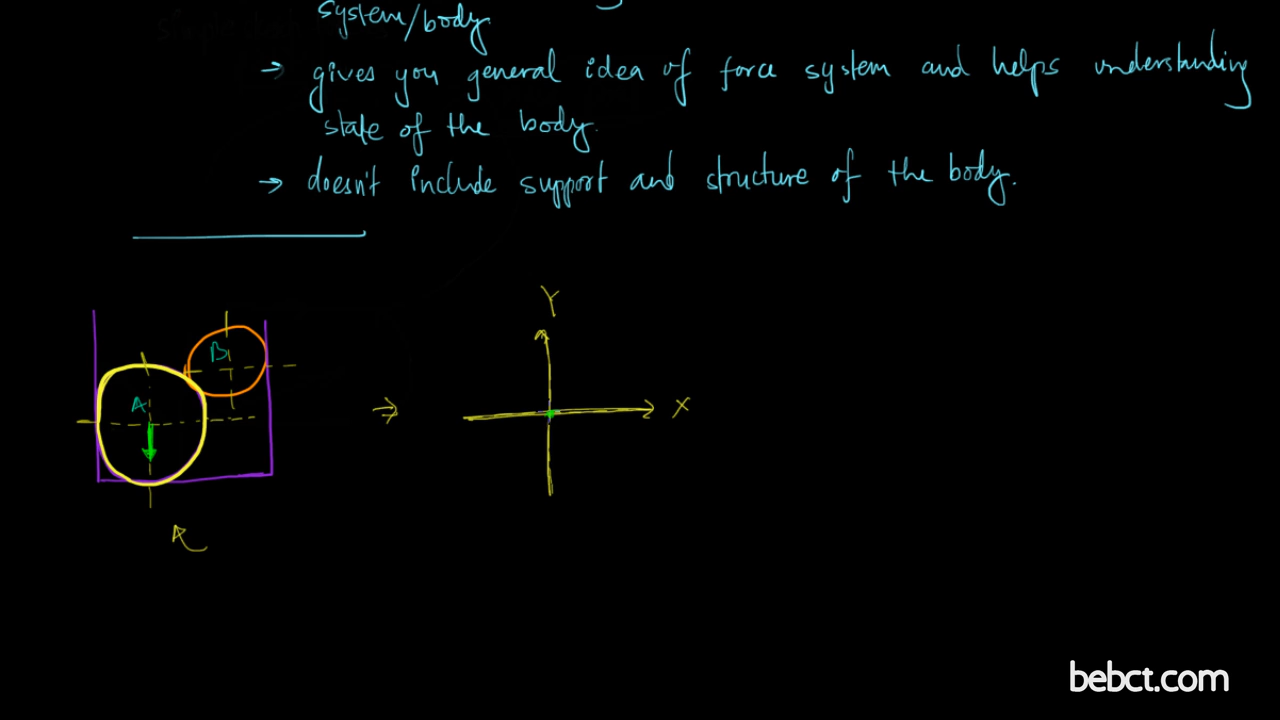 system/body
→ gives you general idea of force system and helps understanding
state of the body.
→ doesn't include support and structure of the body.
Y
B
A
→
X
bebct.com